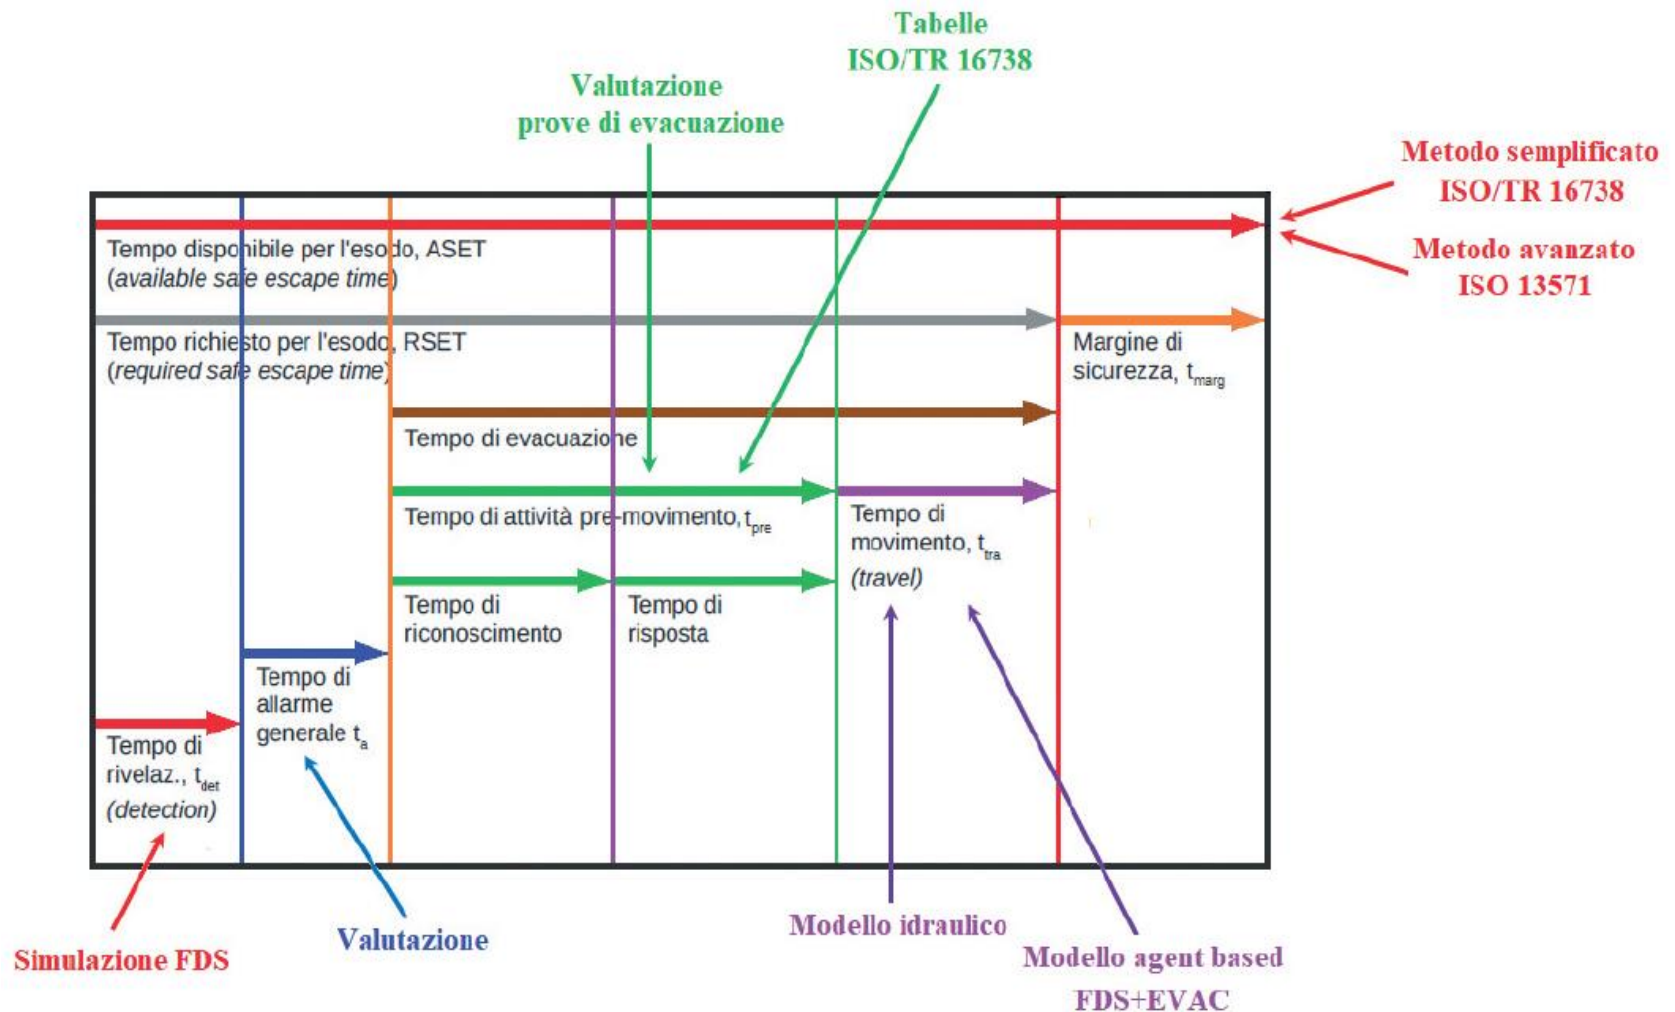 Tabelle
ISO/TR 16738
Valutazione
prove di evacuazione
Metodo semplificato
ISO/TR 16738
Metodo avanzato
ISO 13571
Tempo disponibile per l'esodo, ASET
(available safe escape time)
Tempo richiesto per l'esodo, RSET
(required safe escape time)
Margine di
sicurezza, tmarg
Tempo di evacuazione
Tempo di attività pre-movimento, tpre
Tempo di
movimento, ttra
(travel)
Tempo di
riconoscimento
Tempo di
risposta
Tempo di
allarme
generale ta
Tempo di
rivelaz., tdet
(detection)
Simulazione FDS
Valutazione
Modello idraulico
Modello agent based
FDS+EVAC